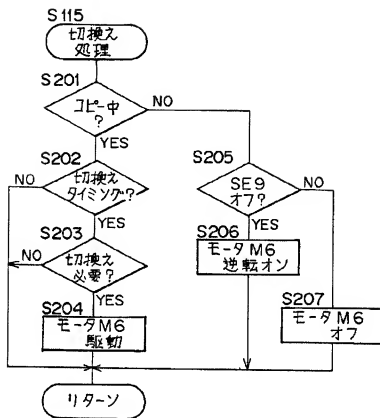 S115
切換え
処理
S201
コピー中
?
NO
YES
S202
切換え
タイミング?
NO
YES
S203
切換え
必要?
NO
YES
S204
モータM6
駆動
S205
SE9
オフ?
NO
YES
S206
モータM6
逆転オン
S207
モータM6
オフ
リターン